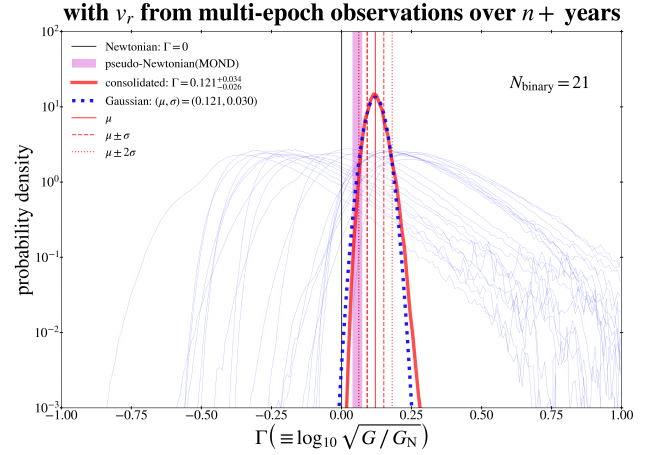 with v_r from multi-epoch observations over n+ years
Newtonian: Γ=0
pseudo-Newtonian(MOND)
consolidated: Γ=0.121^{+0.034}_{−0.026}
Gaussian: (μ,σ)=(0.121,0.030)
μ
μ±σ
μ±2σ
N_binary=21
probability density
10^2
10^1
10^0
10^−1
10^−2
10^−3
−1.00 −0.75 −0.50 −0.25 0.00 0.25 0.50 0.75 1.00
Γ(≡log_10 √G/G_N)